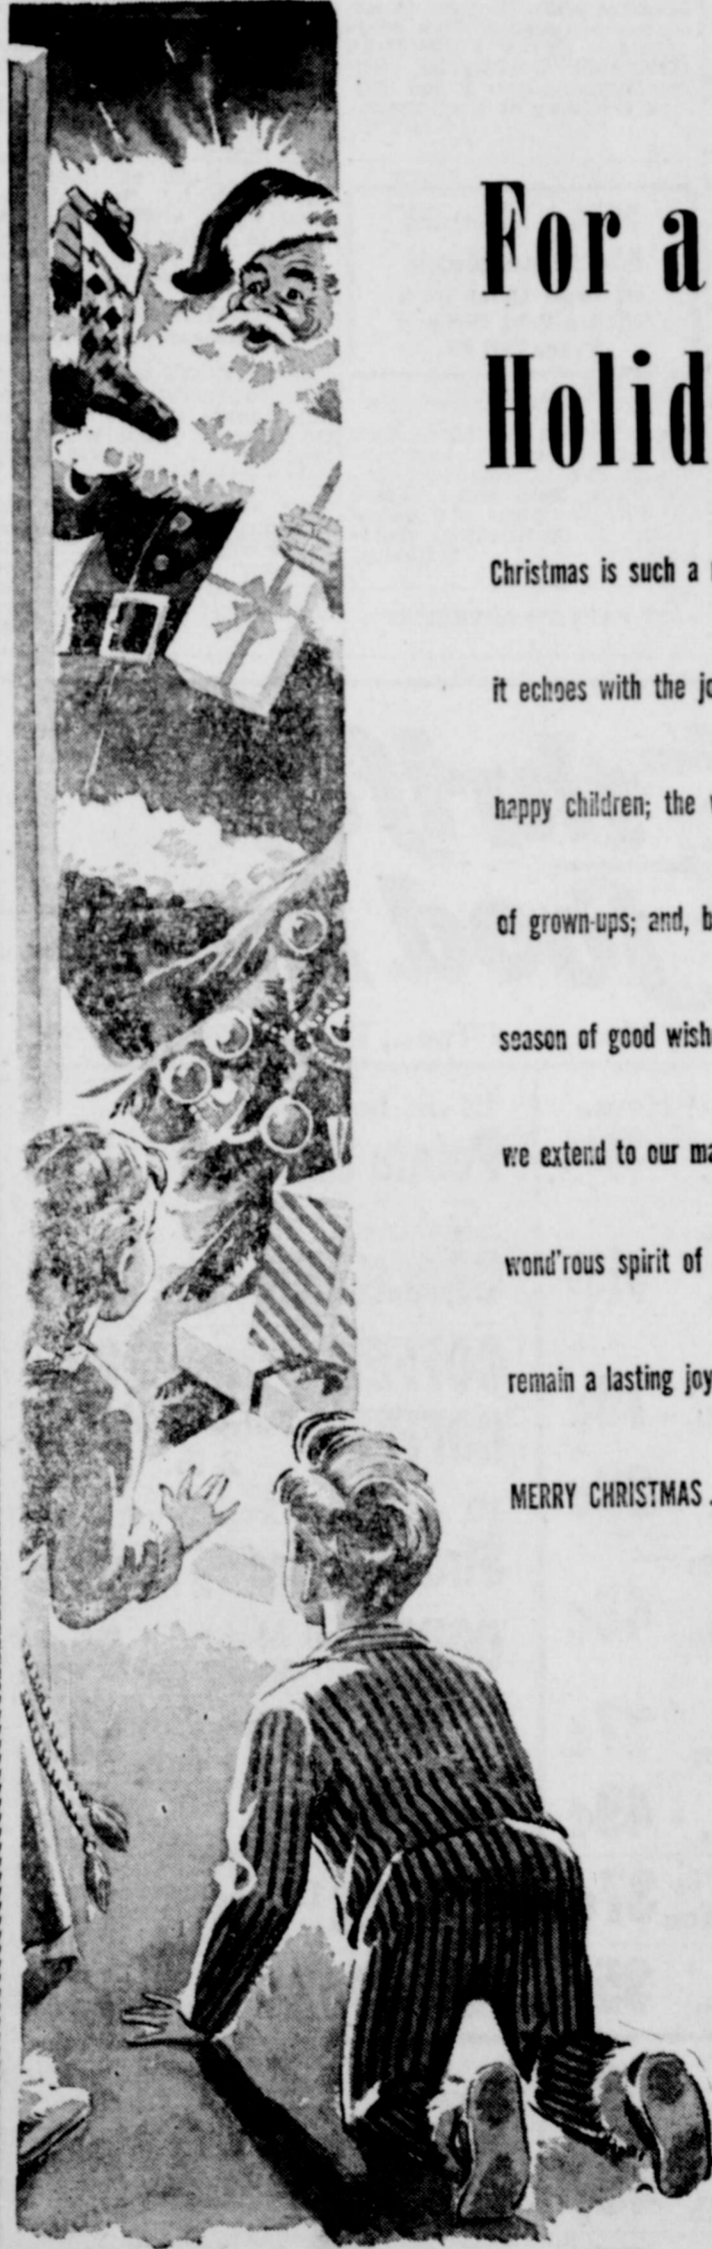 For a
Holid
Christmas is such a
it echoes with the jo
happy children; the
of grown-ups; and, b
season of good wish
we extend to our ma
wond'rous spirit of
remain a lasting joy
MERRY CHRISTMAS .